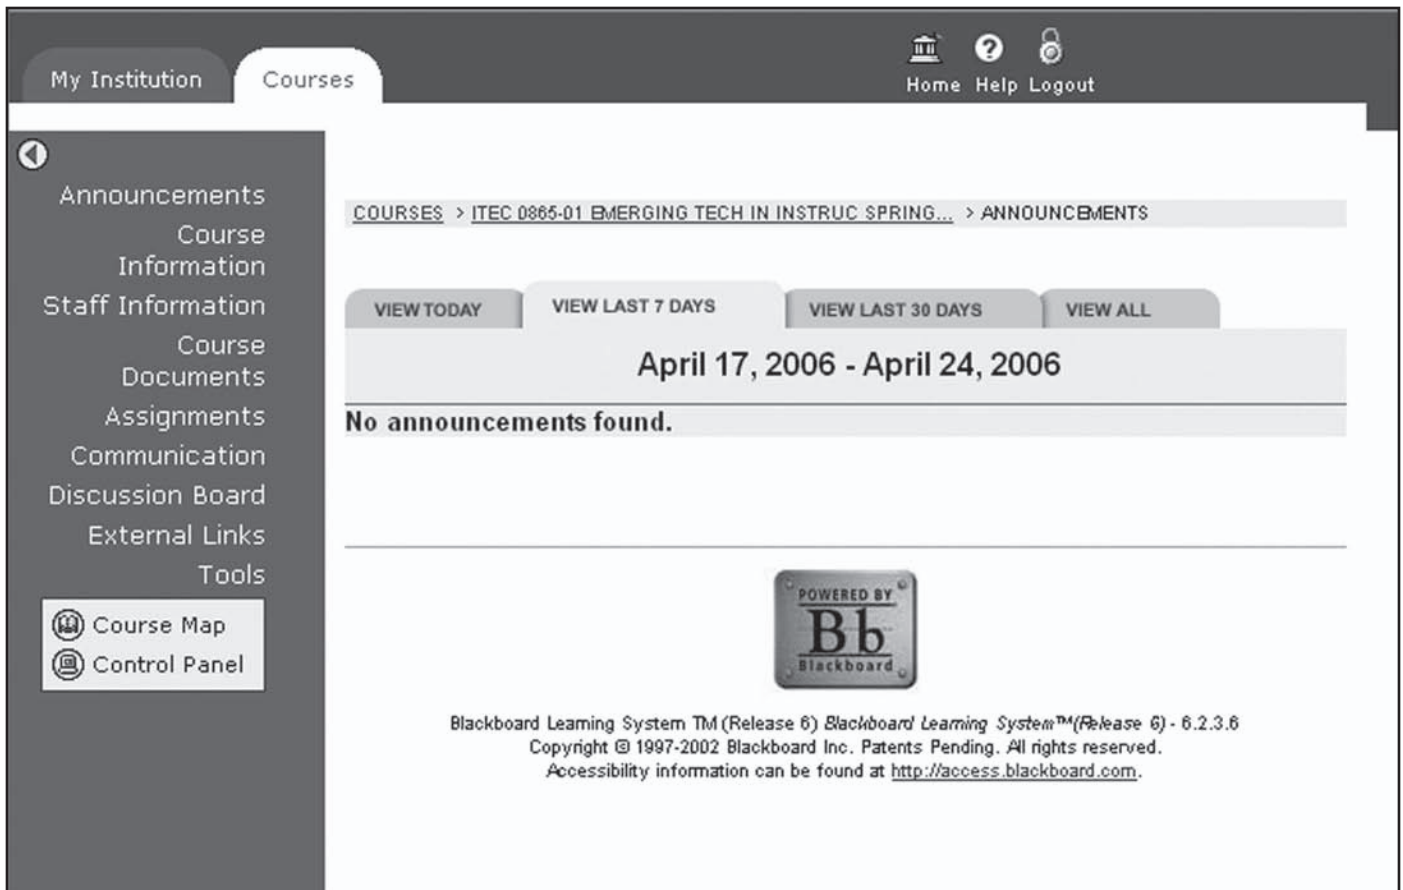 My Institution
Courses
Home Help Logout
Announcements
Course
Information
Staff Information
Course
Documents
Assignments
Communication
Discussion Board
External Links
Tools
Course Map
Control Panel
COURSES > ITEC 0865-01 EMERGING TECH IN INSTRUC SPRING... > ANNOUNCEMENTS
VIEW TODAY
VIEW LAST 7 DAYS
VIEW LAST 30 DAYS
VIEW ALL
April 17, 2006 - April 24, 2006
No announcements found.
POWERED BY
Bb
Blackboard
Blackboard Learning System TM (Release 6) Blackboard Learning System™(Release 6) - 6.2.3.6
Copyright © 1997-2002 Blackboard Inc. Patents Pending. All rights reserved.
Accessibility information can be found at http://access.blackboard.com.